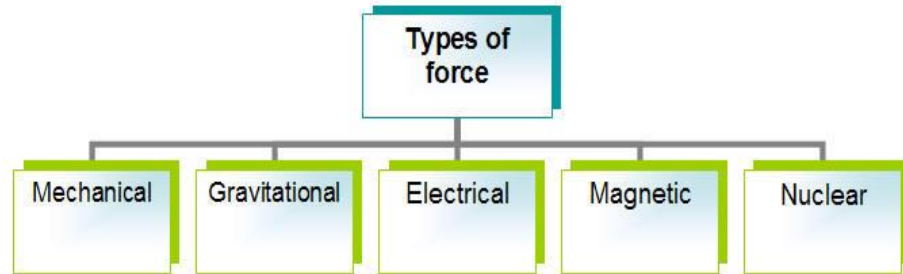 Types of
force
Mechanical
Gravitational
Electrical
Magnetic
Nuclear